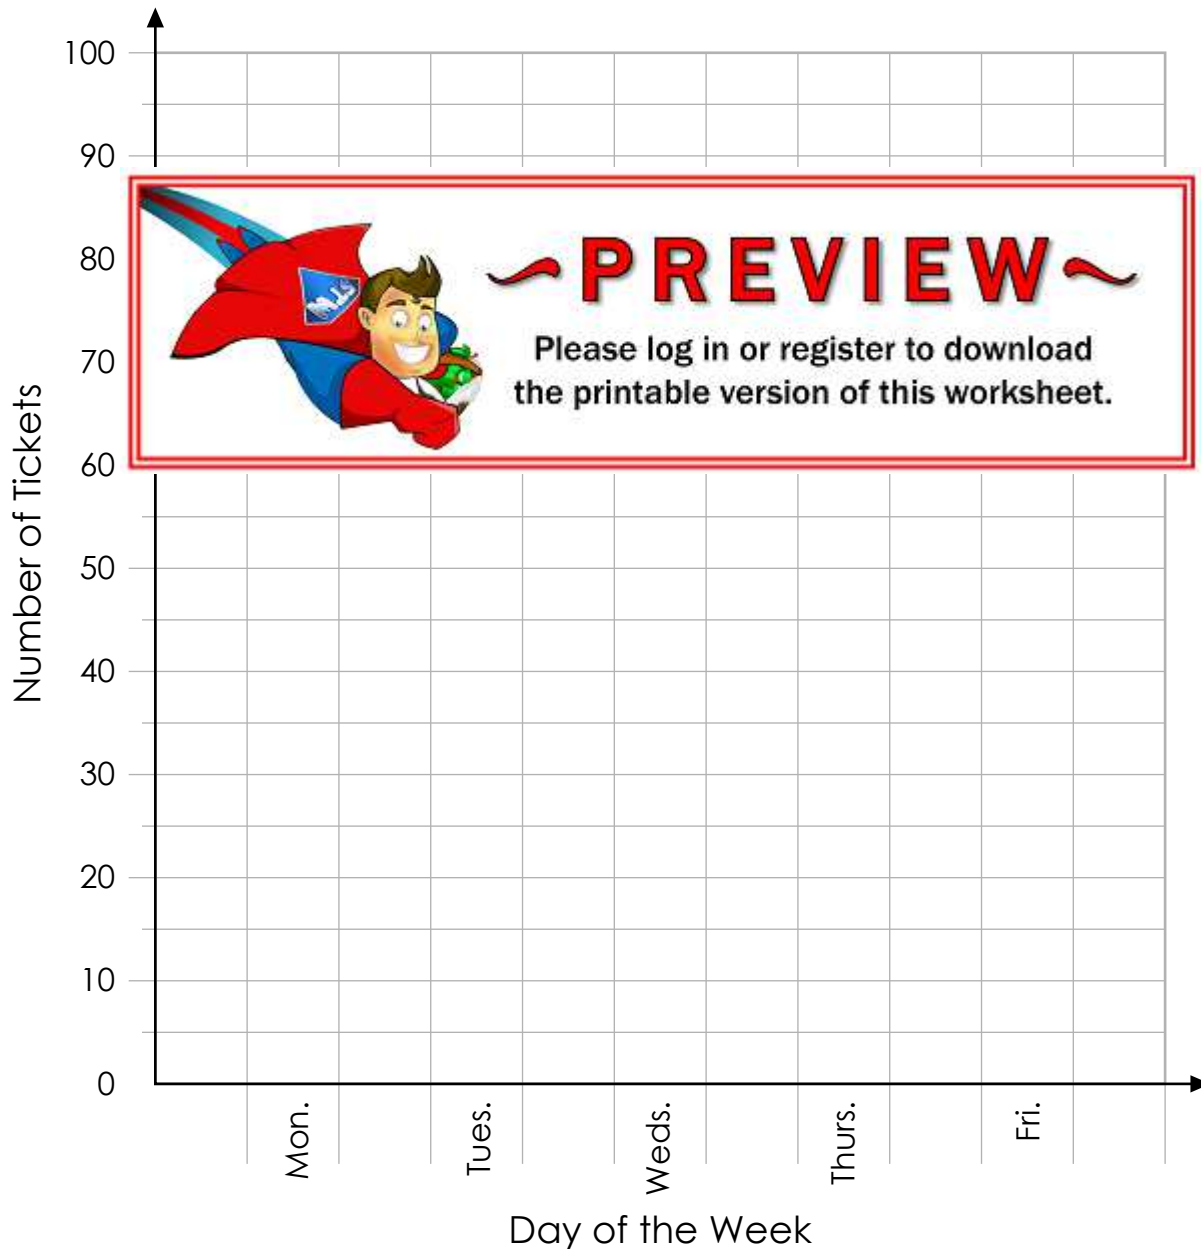 100
90
~PREVIEW~
80
Please log in or register to download
70
the printable version of this worksheet.
60
Number of Tickets
50
40
30
20
10
0
Mon.
Tues.
Weds.
Thurs.
Fri.
Day of the Week